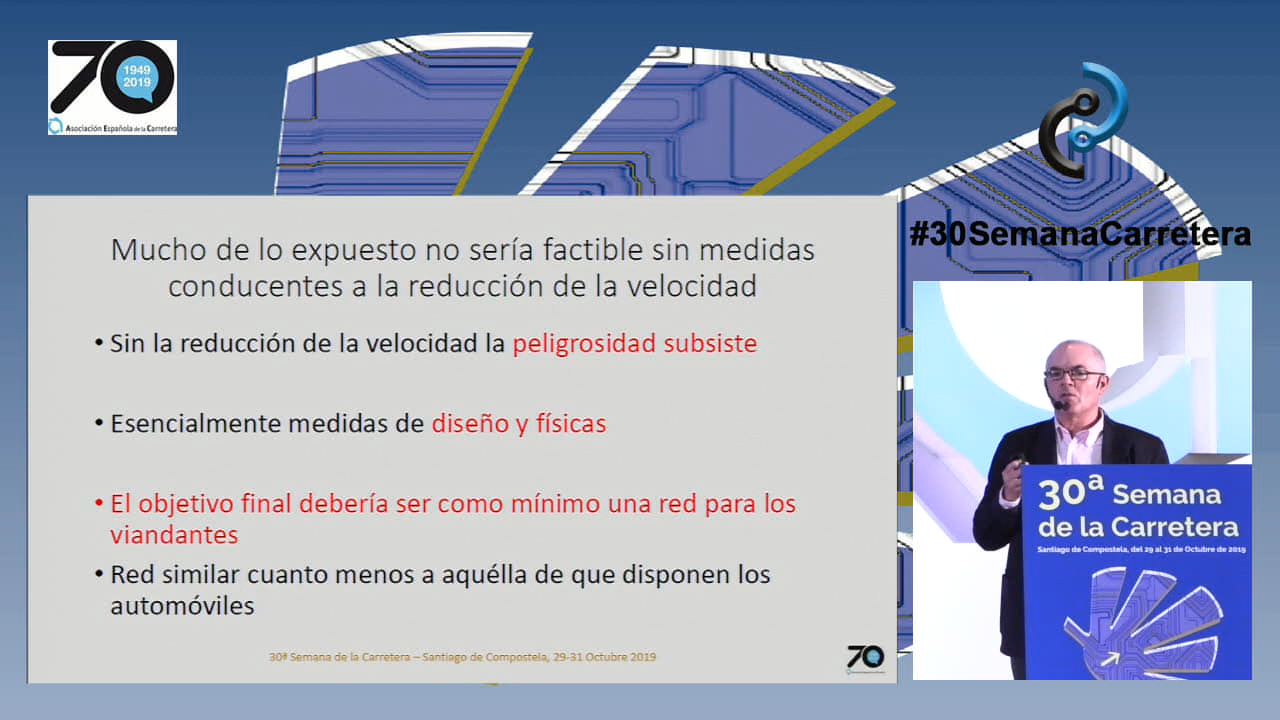 70
1949
2019
Asociación Española de la Carretera
#30SemanaCarretera
Mucho de lo expuesto no sería factible sin medidas
conducentes a la reducción de la velocidad
• Sin la reducción de la velocidad la peligrosidad subsiste
• Esencialmente medidas de diseño y físicas
• El objetivo final debería ser como mínimo una red para los
viandantes
• Red similar cuanto menos a aquélla de que disponen los
automóviles
30ª Semana de la Carretera – Santiago de Compostela, 29-31 Octubre 2019
70
30ª Semana
de la Carretera
Santiago de Compostela, del 29 al 31 de Octubre de 2019